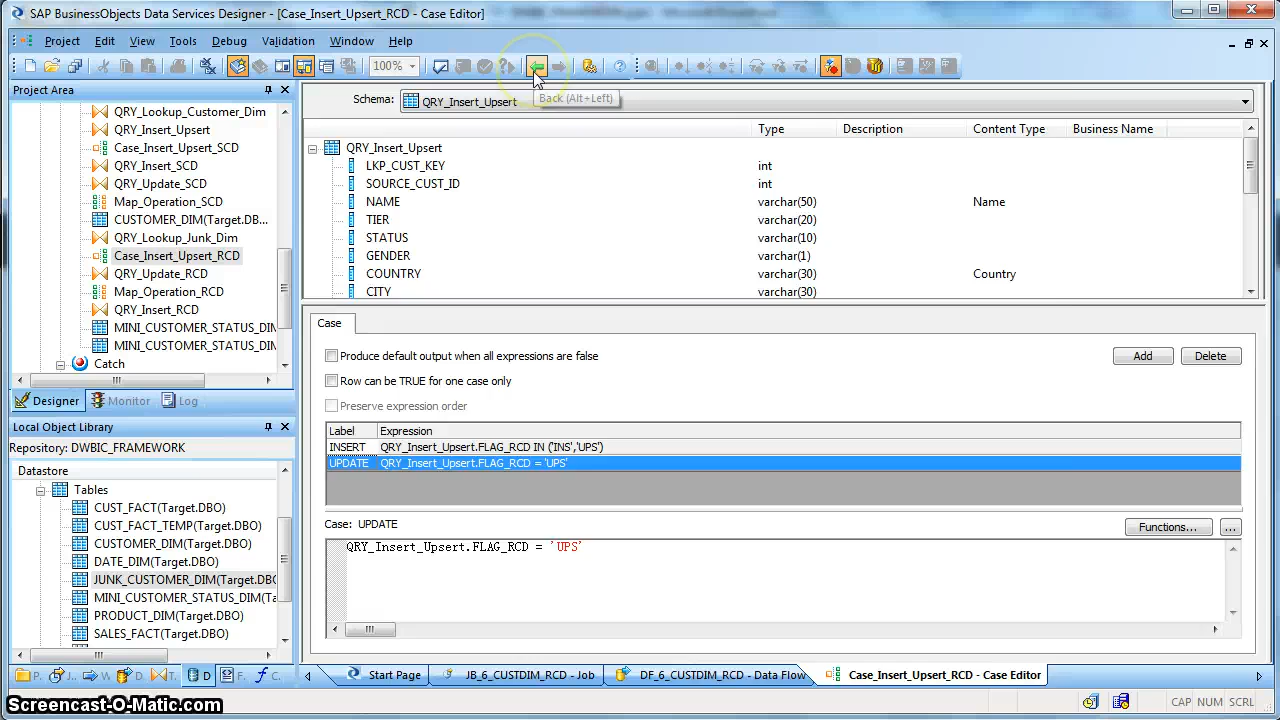 SAP BusinessObjects Data Services Designer - [Case_Insert_Upsert_RCD - Case Editor]
Project Edit View Tools Debug Validation Window Help
100%
Project Area
Schema: QRY_Insert_Upsert
Back (Alt+Left)
QRY_Lookup_Customer_Dim
QRY_Insert_Upsert
Case_Insert_Upsert_SCD
QRY_Insert_SCD
QRY_Update_SCD
Map_Operation_SCD
CUSTOMER_DIM(Target.DB...
QRY_Lookup_Junk_Dim
Case_Insert_Upsert_RCD
QRY_Update_RCD
Map_Operation_RCD
QRY_Insert_RCD
MINI_CUSTOMER_STATUS_DIM
MINI_CUSTOMER_STATUS_DIM
Catch
Type Description Content Type Business Name
QRY_Insert_Upsert
LKP_CUST_KEY int
SOURCE_CUST_ID int
NAME varchar(50) Name
TIER varchar(20)
STATUS varchar(10)
GENDER varchar(1)
COUNTRY varchar(30) Country
CITY varchar(30)
Designer Monitor Log
Case
Produce default output when all expressions are false
Add Delete
Row can be TRUE for one case only
Preserve expression order
Label Expression
INSERT QRY_Insert_Upsert.FLAG_RCD IN ('INS','UPS')
UPDATE QRY_Insert_Upsert.FLAG_RCD = 'UPS'
Case: UPDATE
Functions... ...
QRY_Insert_Upsert.FLAG_RCD = 'UPS'
Local Object Library
Repository: DWBIC_FRAMEWORK
Datastore
Tables
CUST_FACT(Target.DBO)
CUST_FACT_TEMP(Target.DBO)
CUSTOMER_DIM(Target.DBO)
DATE_DIM(Target.DBO)
JUNK_CUSTOMER_DIM(Target.DBO
MINI_CUSTOMER_STATUS_DIM(Ta
PRODUCT_DIM(Target.DBO)
SALES_FACT(Target.DBO)
P.. J.. W T.. D F. C.
Start Page JB_6_CUSTDIM_RCD - Job DF_6_CUSTDIM_RCD - Data Flow Case_Insert_Upsert_RCD - Case Editor
CAP NUM SCRL
Screencast-O-Matic.com